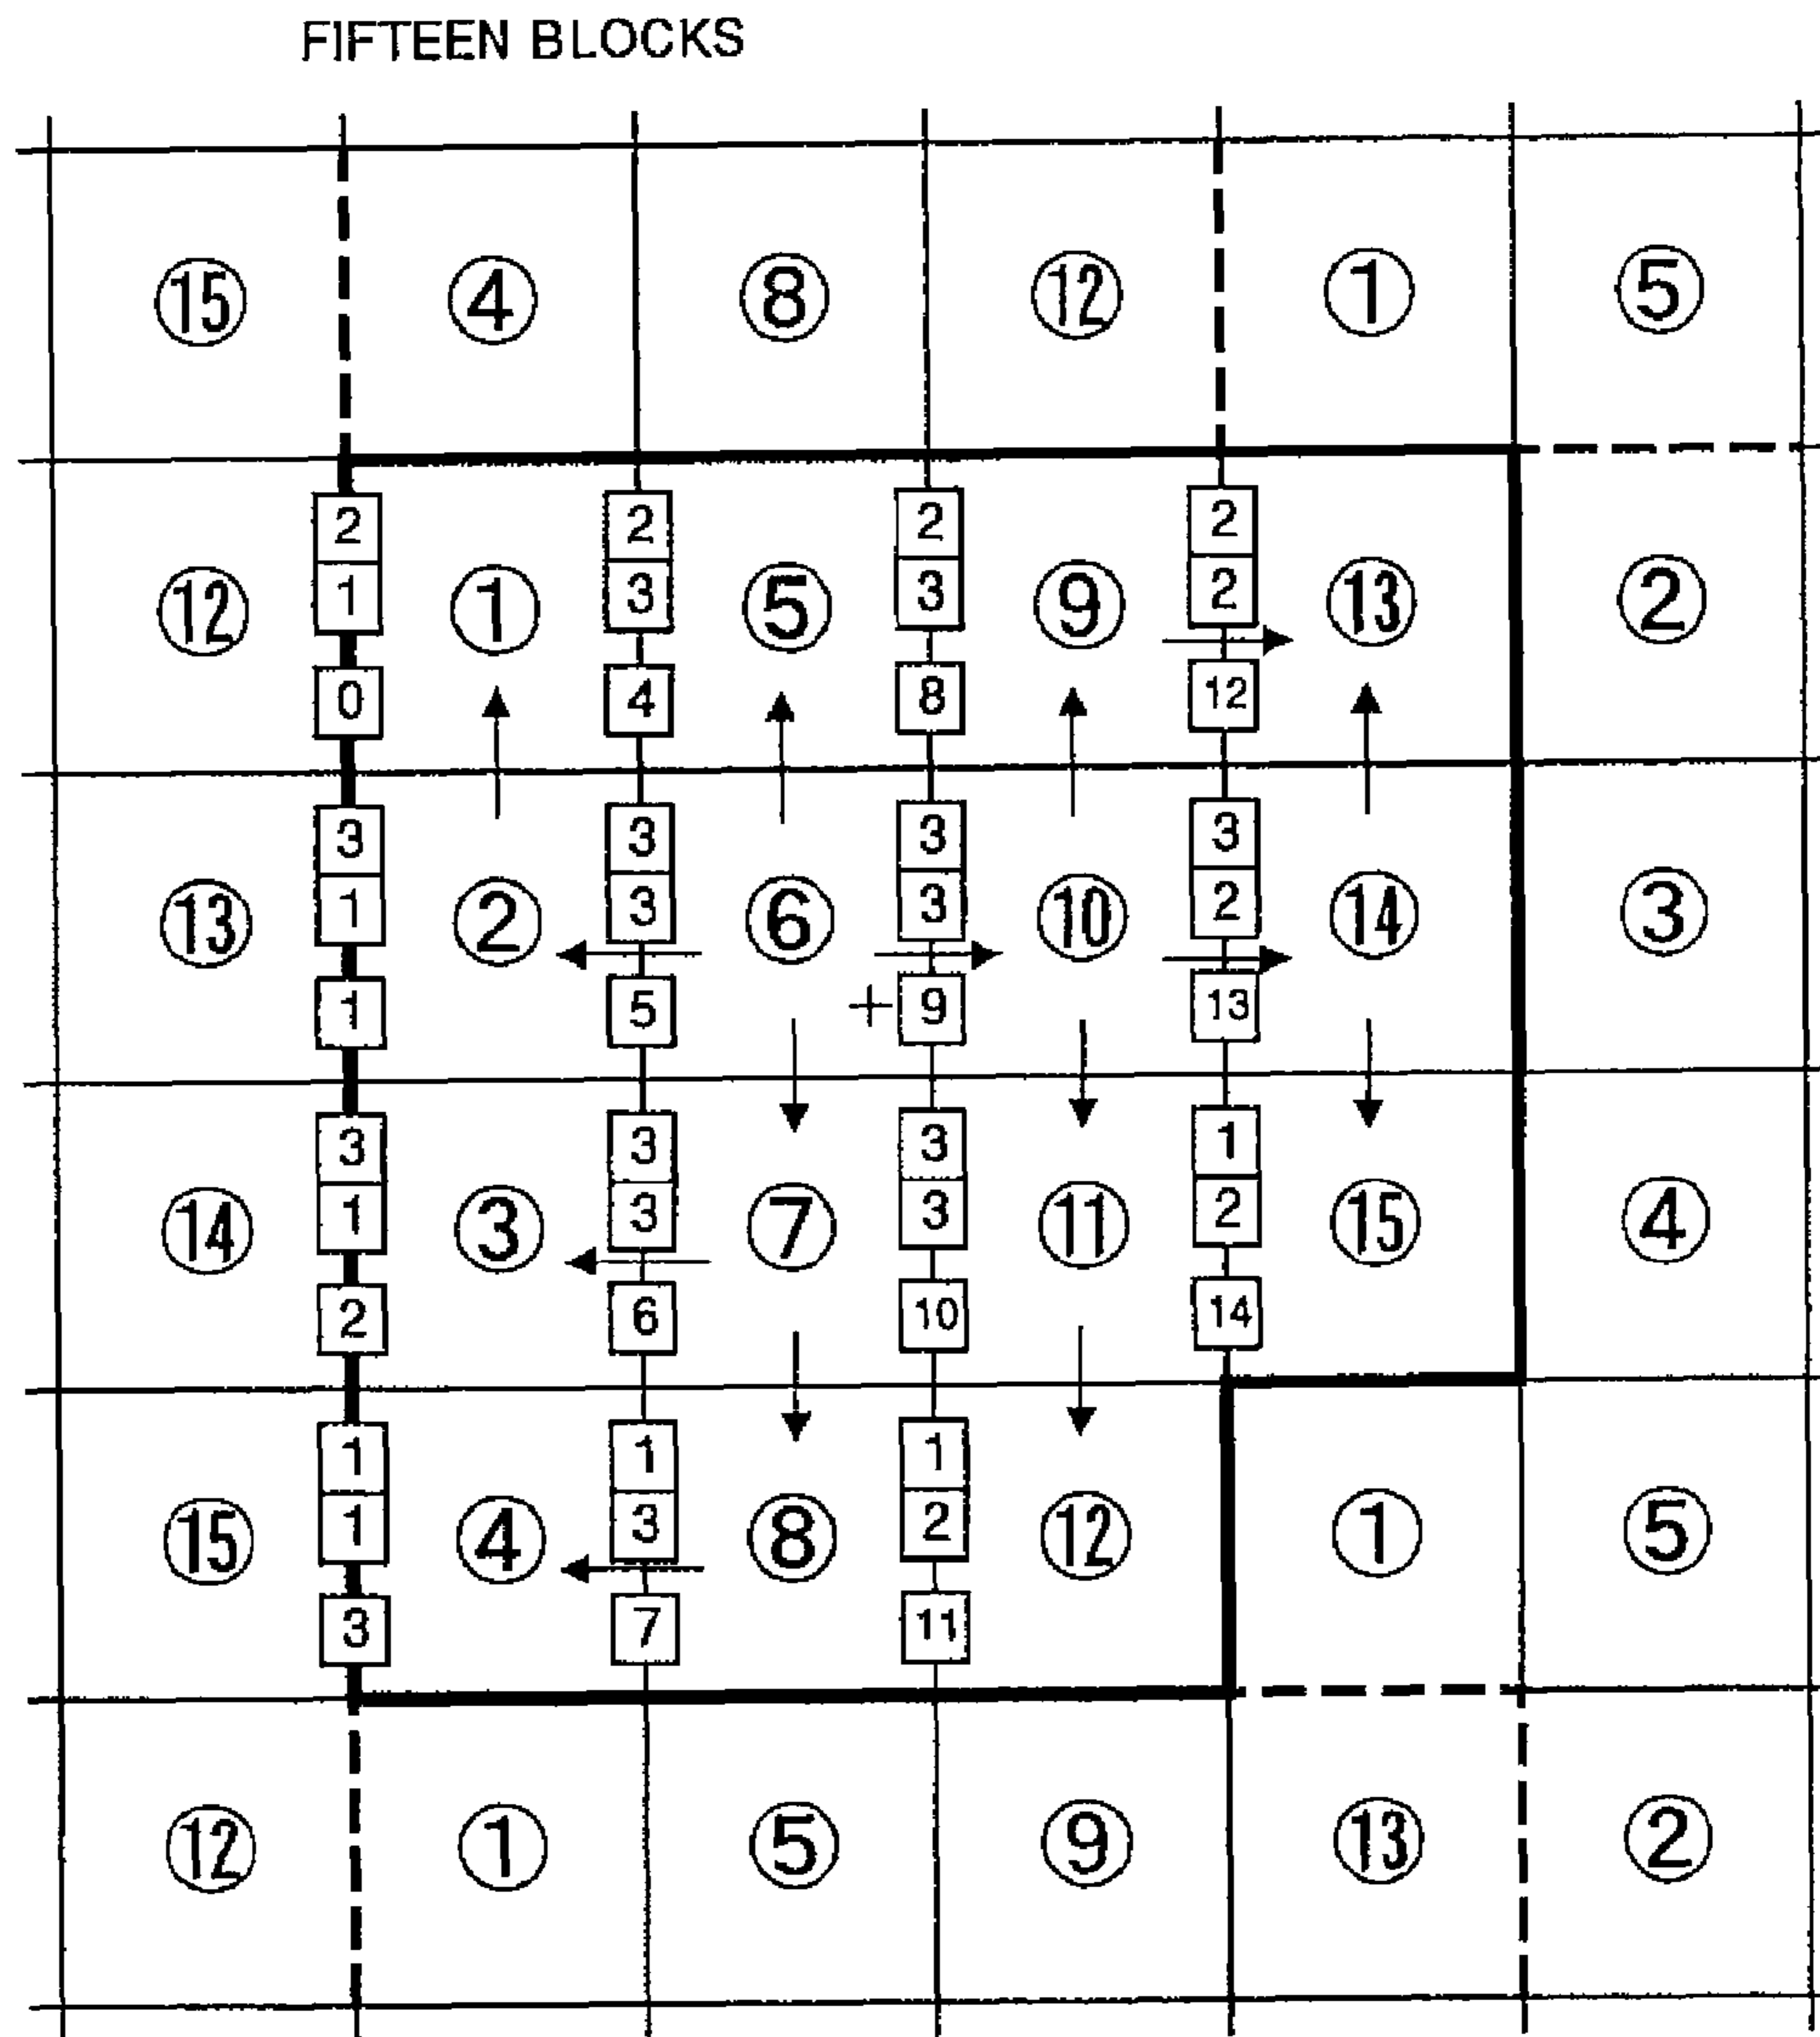 FIFTEEN BLOCKS
⑮ ④ ⑧ ⑫ ① ⑤
2 2 2 2
⑫ 1 ① 3 ⑤ 3 ⑨ 2 ⑬ ②
0 4 8 12
3 3 3 3
⑬ 1 ② 3 ⑥ 3 ⑩ 2 ⑭ ③
1 5 + 9 13
3 3 3 1
⑭ 1 ③ 3 ⑦ 3 ⑪ 2 ⑮ ④
2 6 10 14
1 1 1
⑮ 1 ④ 3 ⑧ 2 ⑫ ① ⑤
3 7 11
⑫ ① ⑤ ⑨ ⑬ ②